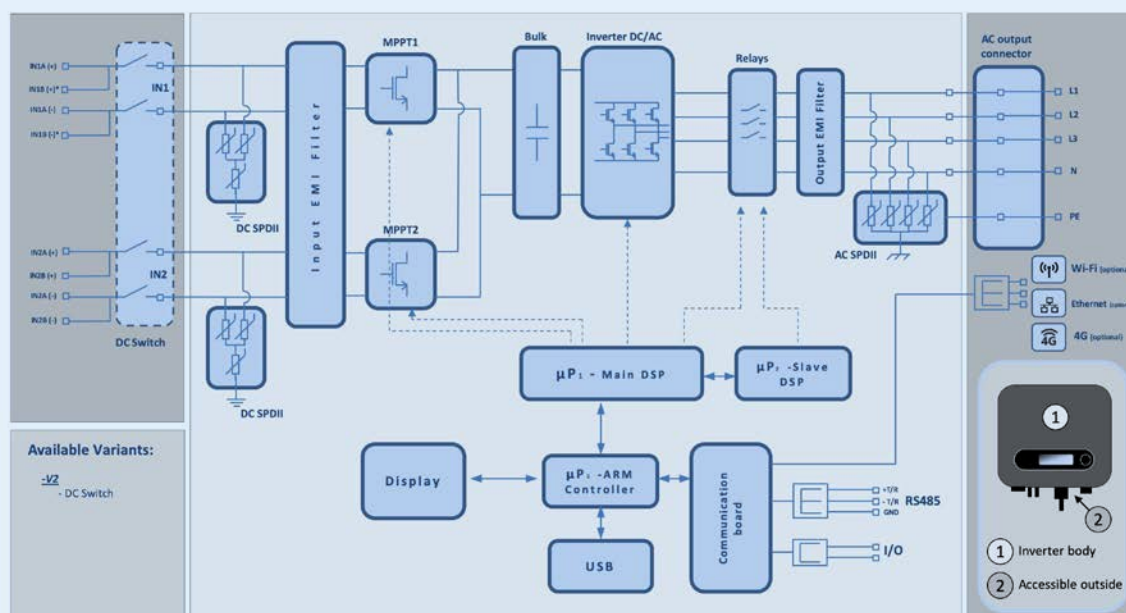 IN1A (+)
IN1B (+)*
IN1A (-)
IN1B (-)*
IN1
IN2A (+)
IN2B (+)
IN2A (-)
IN2B (-)
IN2
DC Switch
DC SPDII
DC SPDII
Input EMI Filter
MPPT1
MPPT2
Bulk
Inverter DC/AC
Relays
Output EMI Filter
AC SPDII
AC output
connector
L1
L2
L3
N
PE
Wi-Fi (optional)
Ethernet
4G
4G (optional)
µP₁ - Main DSP
-Slave
DSP
-ARM
Controller
Display
USB
Communication
board
+T/R
- T/R
GND
RS485
I/O
Available Variants:
-V2
- DC Switch
1
2
1 Inverter body
2 Accessible outside